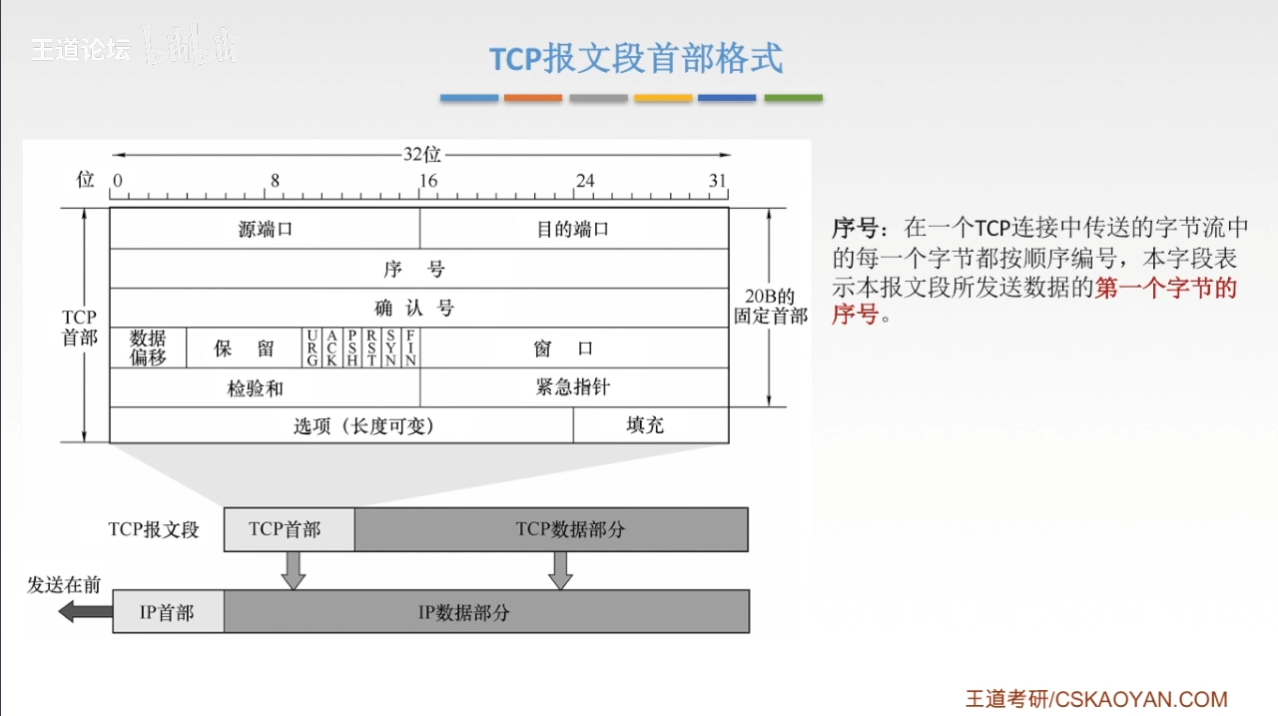 王道论坛 bilibili
TCP报文段首部格式
32位
位 0 8 16 24 31
源端口 目的端口
序 号
确 认 号
数据偏移 保 留 URG ACK PSH RST SYN FIN 窗 口
检验和 紧急指针
选项（长度可变） 填充
TCP首部
20B的
固定首部
序号：在一个TCP连接中传送的字节流中
的每一个字节都按顺序编号，本字段表
示本报文段所发送数据的第一个字节的
序号。
TCP报文段 TCP首部 TCP数据部分
发送在前
IP首部 IP数据部分
王道考研/CSKAOYAN.COM